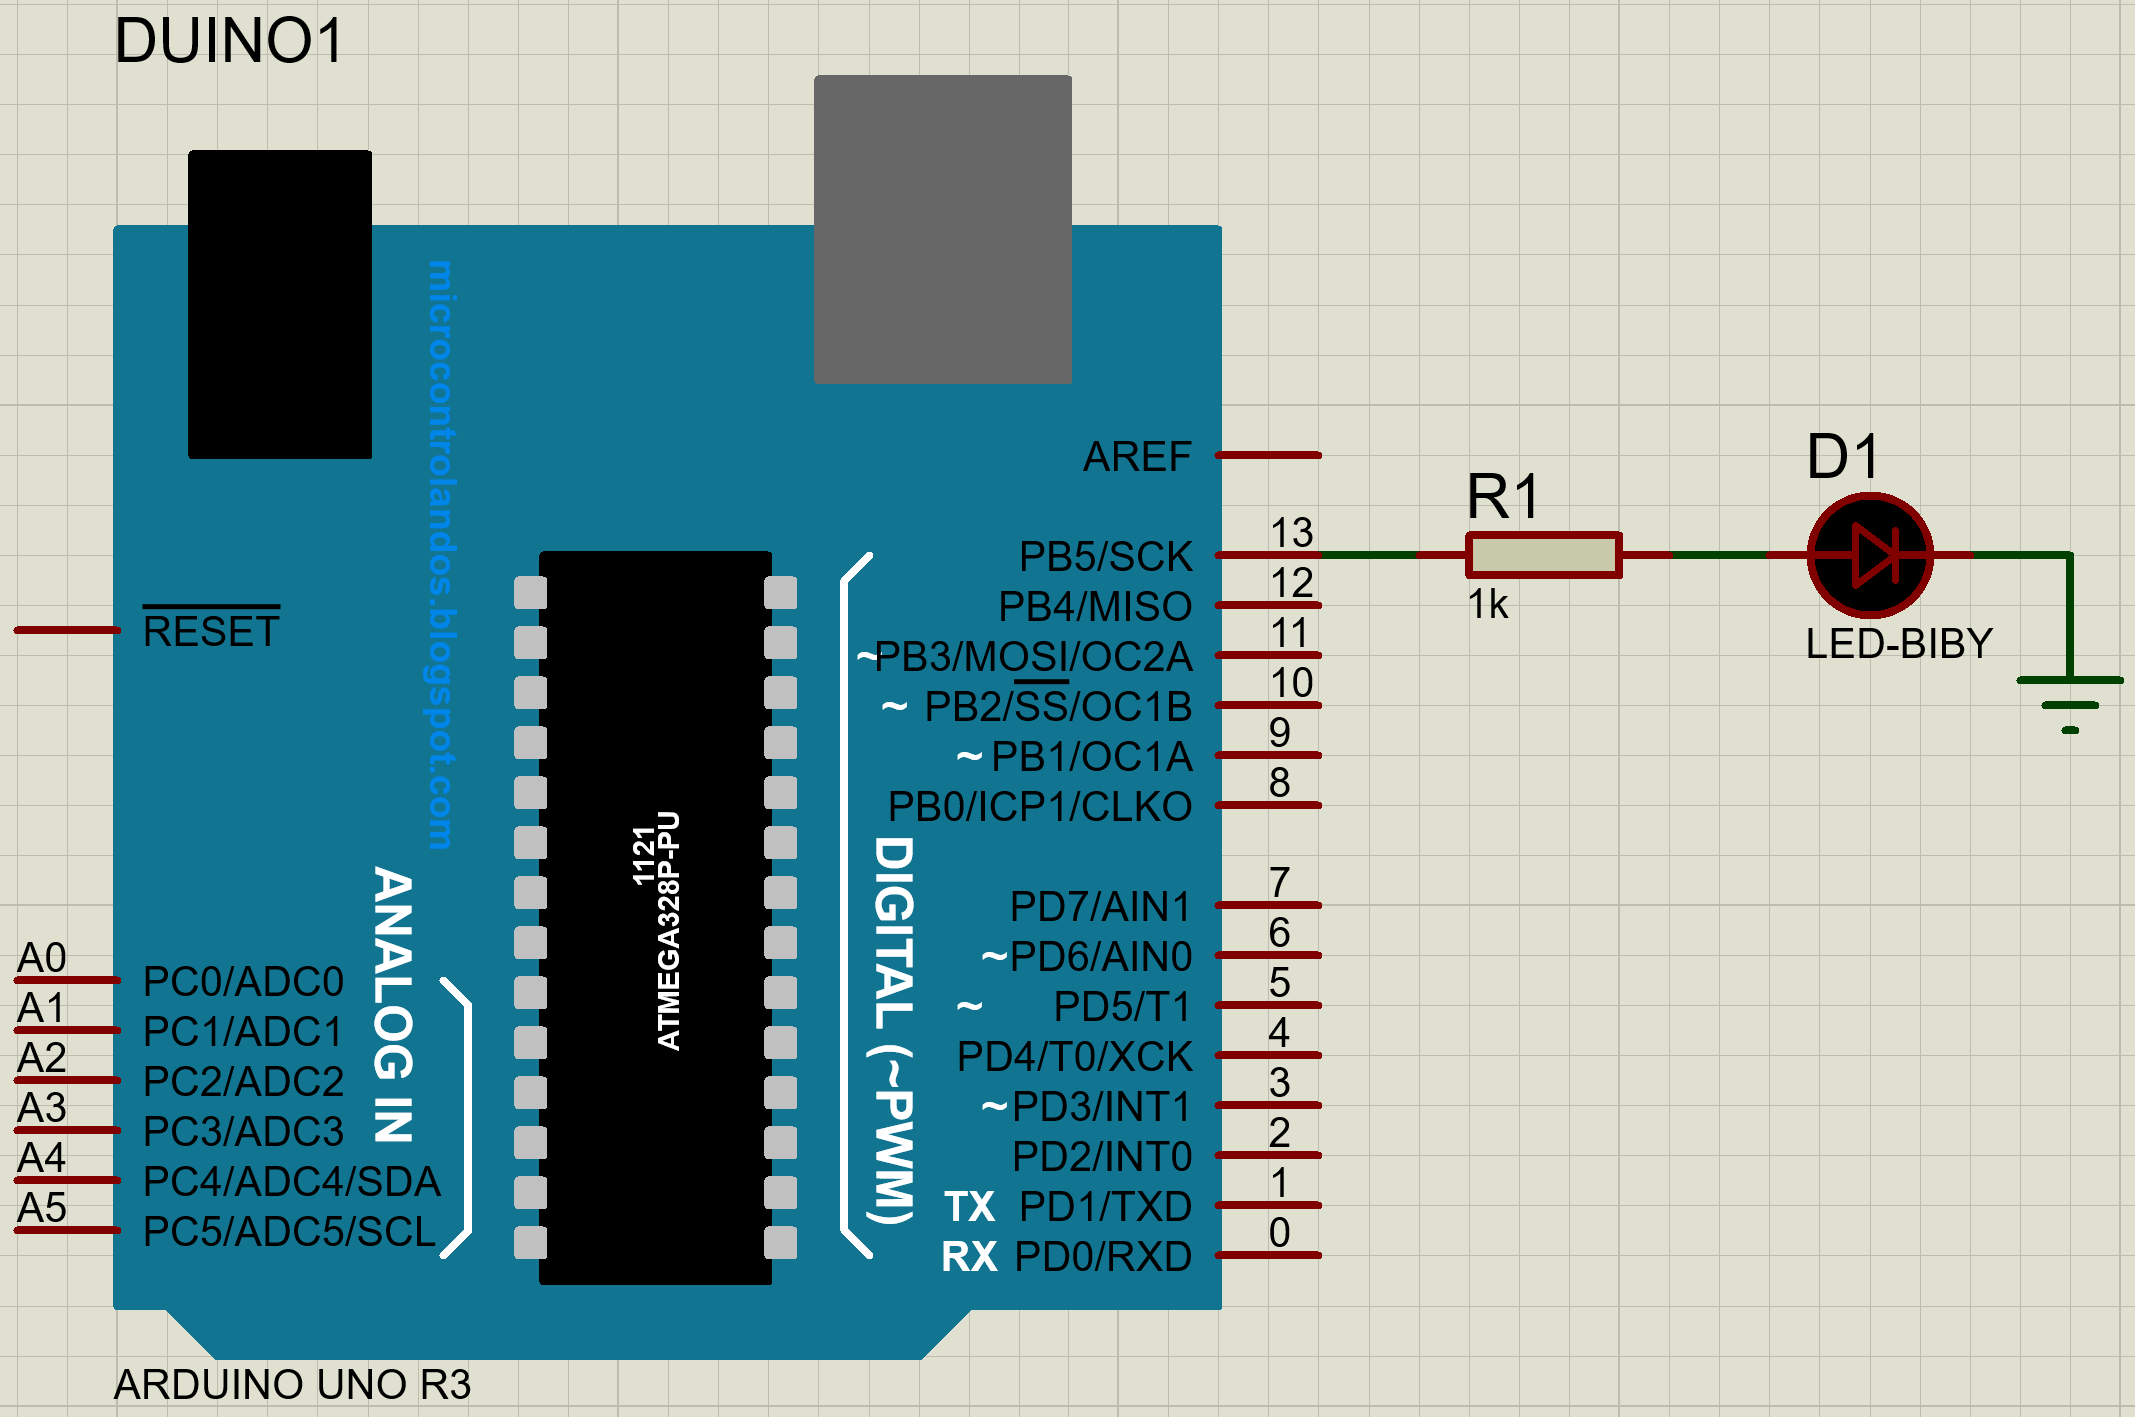 DUINO1
microcontrolandos.blogspot.com
AREF
R1
1k
D1
LED-BIBY
RESET
1121
ATMEGA328P-PU
ANALOG IN
DIGITAL (~PWM)
13 PB5/SCK
12 PB4/MISO
11 ~PB3/MOSI/OC2A
10 ~ PB2/SS/OC1B
9 ~ PB1/OC1A
8 PB0/ICP1/CLKO
7 PD7/AIN1
6 ~PD6/AIN0
5 ~ PD5/T1
4 PD4/T0/XCK
3 ~PD3/INT1
2 PD2/INT0
1 TX PD1/TXD
0 RX PD0/RXD
A0 PC0/ADC0
A1 PC1/ADC1
A2 PC2/ADC2
A3 PC3/ADC3
A4 PC4/ADC4/SDA
A5 PC5/ADC5/SCL
ARDUINO UNO R3